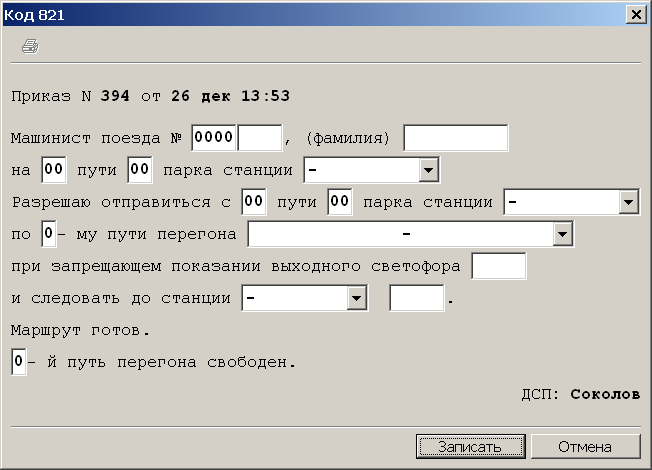 Код 821
Приказ N 394 от 26 дек 13:53
Машинист поезда № 0000 , (фамилия)
на 00 пути 00 парка станции -
Разрешаю отправиться с 00 пути 00 парка станции -
по 0- му пути перегона -
при запрещающем показании выходного светофора
и следовать до станции - .
Маршрут готов.
0- й путь перегона свободен.
ДСП: Соколов
Записать Отмена